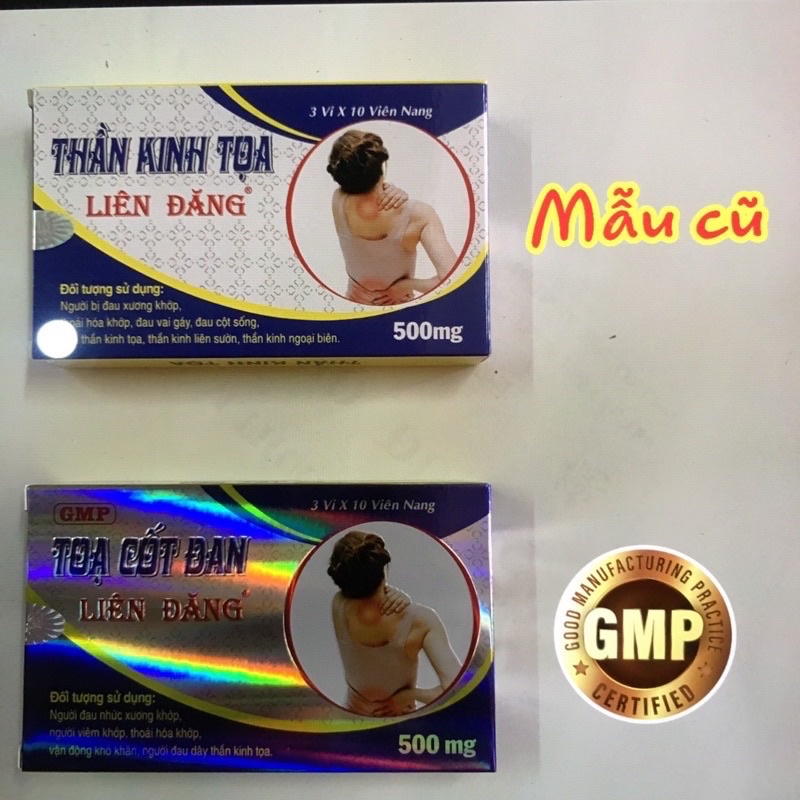 3 Vỉ X 10 Viên Nang
THẦN KINH TỌA
LIÊN ĐĂNG®
Đối tượng sử dụng:
Người bị đau xương khớp,
hóa khớp, đau vai gáy, đau cột sống,
thần kinh tọa, thần kinh liên sườn, thần kinh ngoại biên.
500mg
THẦN KINH TỌA
Mẫu cũ
GMP
3 Vỉ X 10 Viên Nang
TOẠ CỐT ĐAN
LIÊN ĐĂNG®
Đối tượng sử dụng:
Người đau nhức xương khớp,
người viêm khớp, thoái hóa khớp,
vận động khó khăn, người đau dây thần kinh tọa.
500 mg
GOOD MANUFACTURING PRACTICE
GMP
CERTIFIED